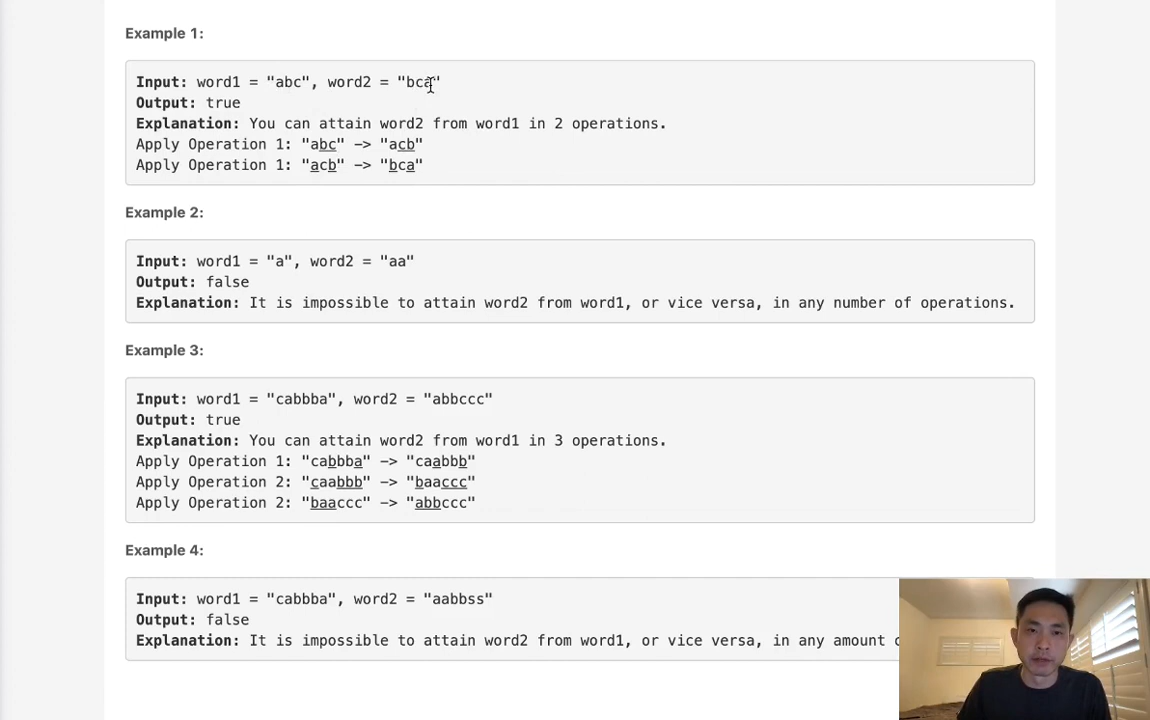 Example 1:
Input: word1 = "abc", word2 = "bca"
Output: true
Explanation: You can attain word2 from word1 in 2 operations.
Apply Operation 1: "abc" -> "acb"
Apply Operation 1: "acb" -> "bca"
Example 2:
Input: word1 = "a", word2 = "aa"
Output: false
Explanation: It is impossible to attain word2 from word1, or vice versa, in any number of operations.
Example 3:
Input: word1 = "cabbba", word2 = "abbccc"
Output: true
Explanation: You can attain word2 from word1 in 3 operations.
Apply Operation 1: "cabbba" -> "caabbb"
Apply Operation 2: "caabbb" -> "baaccc"
Apply Operation 2: "baaccc" -> "abbccc"
Example 4:
Input: word1 = "cabbba", word2 = "aabbss"
Output: false
Explanation: It is impossible to attain word2 from word1, or vice versa, in any amount